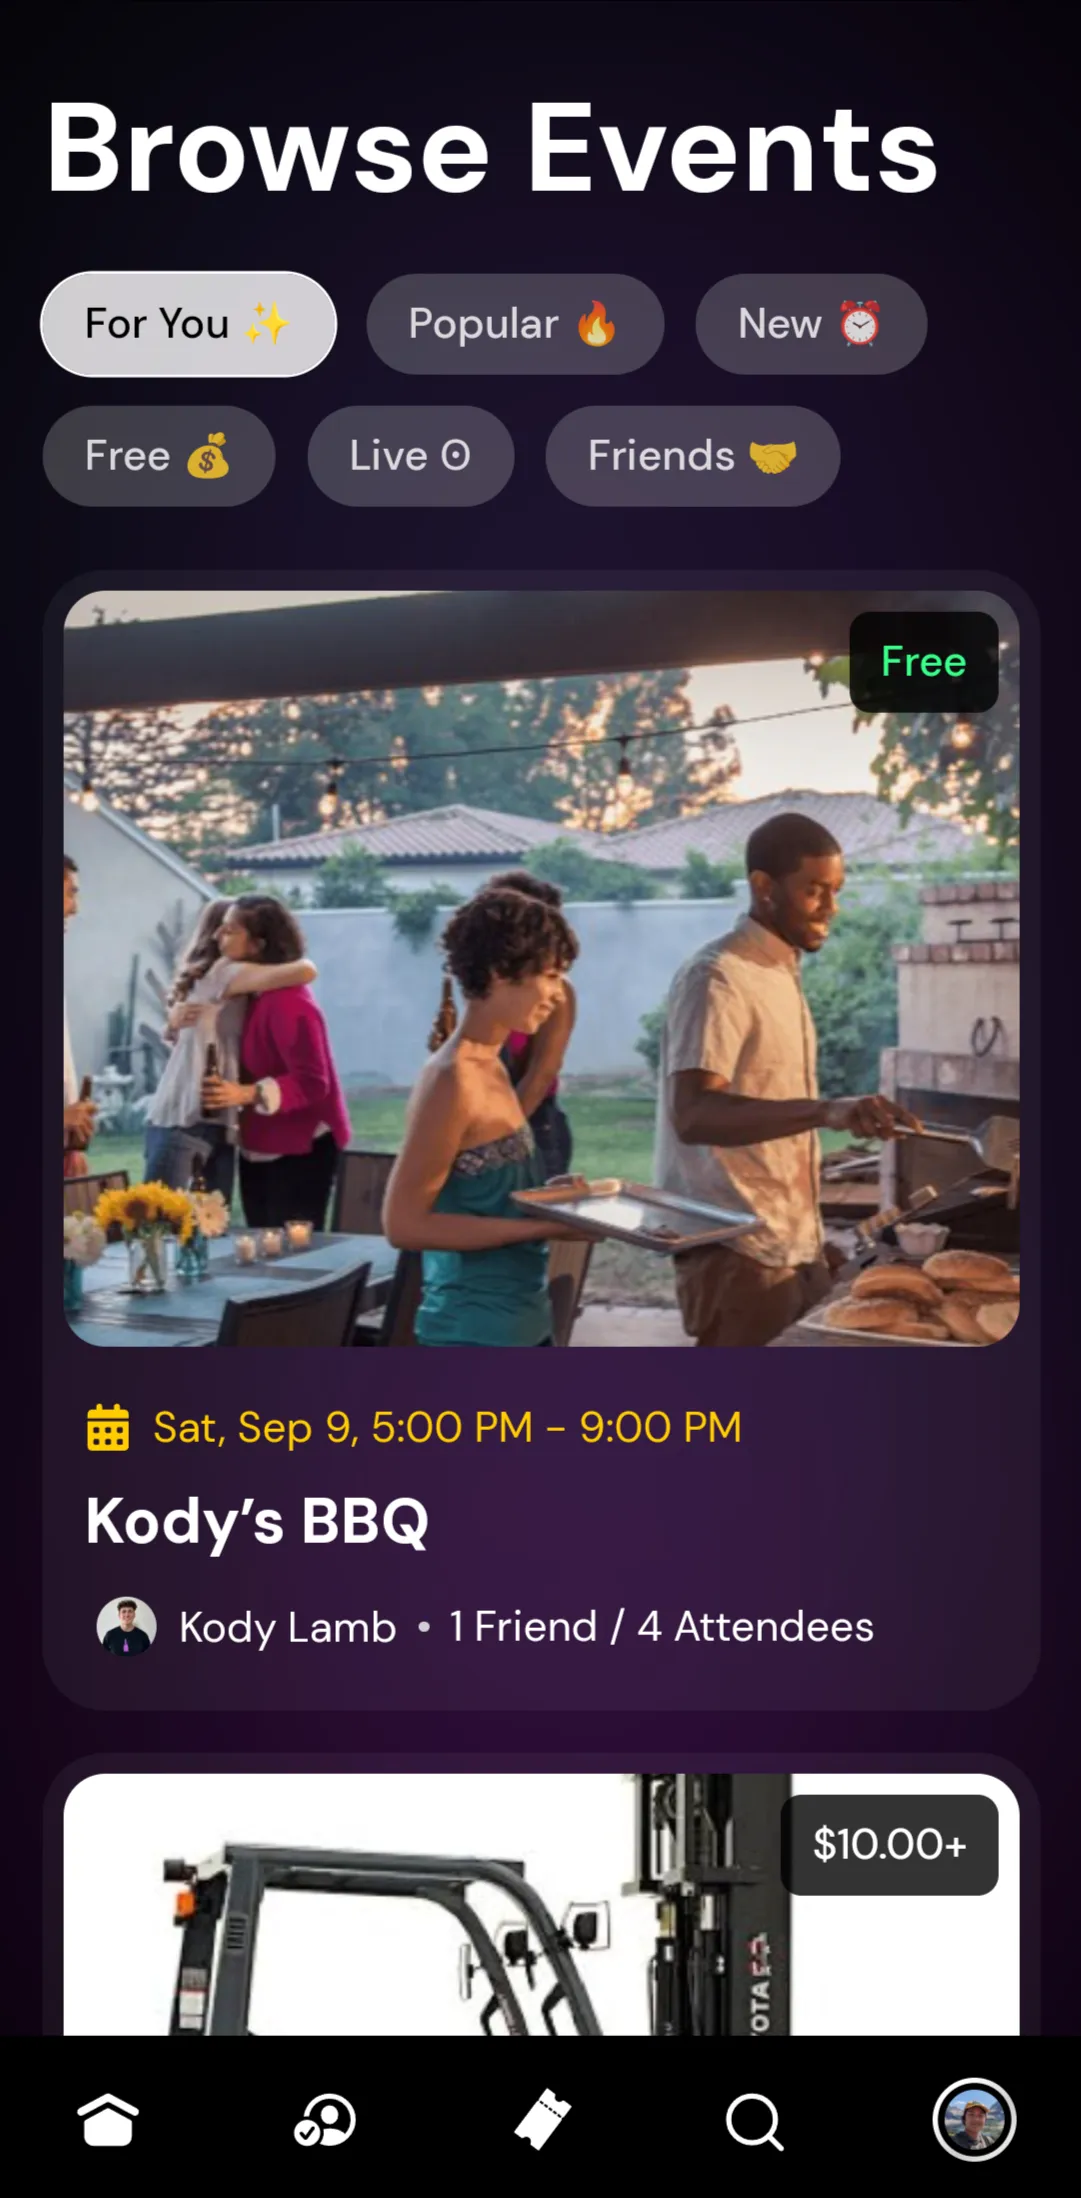 Browse Events
For You ✨ Popular 🔥 New ⏰
Free 💰 Live ʘ Friends 🤝
Free
Sat, Sep 9, 5:00 PM – 9:00 PM
Kody’s BBQ
Kody Lamb • 1 Friend / 4 Attendees
$10.00+